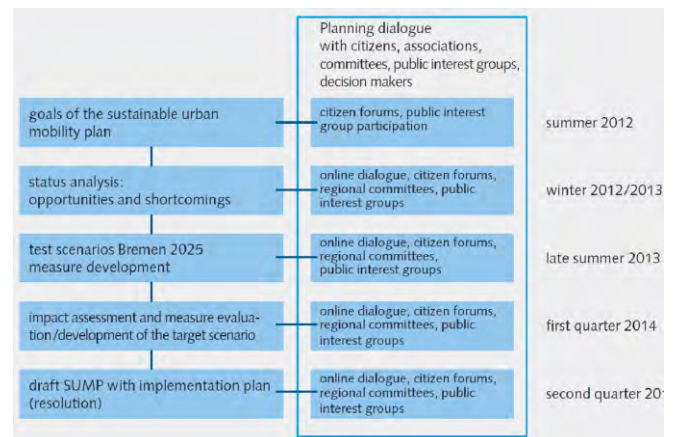 Planning dialogue
with citizens, associations,
committees, public interest groups,
decision makers
goals of the sustainable urban
mobility plan
citizen forums, public interest
group participation
summer 2012
status analysis:
opportunities and shortcomings
online dialogue, citizen forums,
regional committees, public
interest groups
winter 2012/2013
test scenarios Bremen 2025
measure development
online dialogue, citizen forums,
regional committees,
public interest groups
late summer 2013
impact assessment and measure evalua-
tion/development of the target scenario
online dialogue, citizen forums,
regional committees, public
interest groups
first quarter 2014
draft SUMP with implementation plan
(resolution)
online dialogue, citizen forums,
regional committees, public
interest groups
second quarter